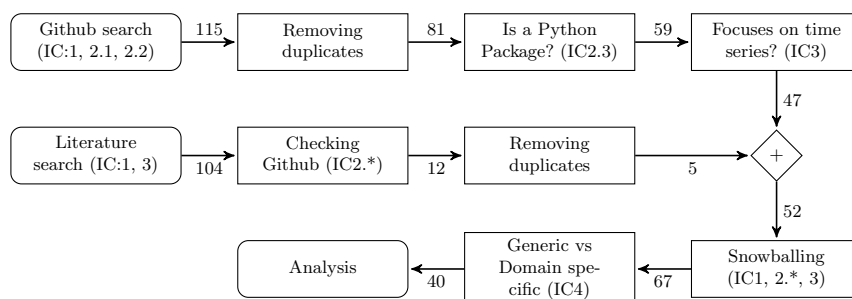 Github search
(IC:1, 2.1, 2.2)
115
Removing
duplicates
81
Is a Python
Package? (IC2.3)
59
Focuses on time
series? (IC3)
47
Literature
search (IC:1, 3)
104
Checking
Github (IC2.*)
12
Removing
duplicates
5
+
52
Analysis
40
Generic vs
Domain spe-
cific (IC4)
67
Snowballing
(IC1, 2.*, 3)